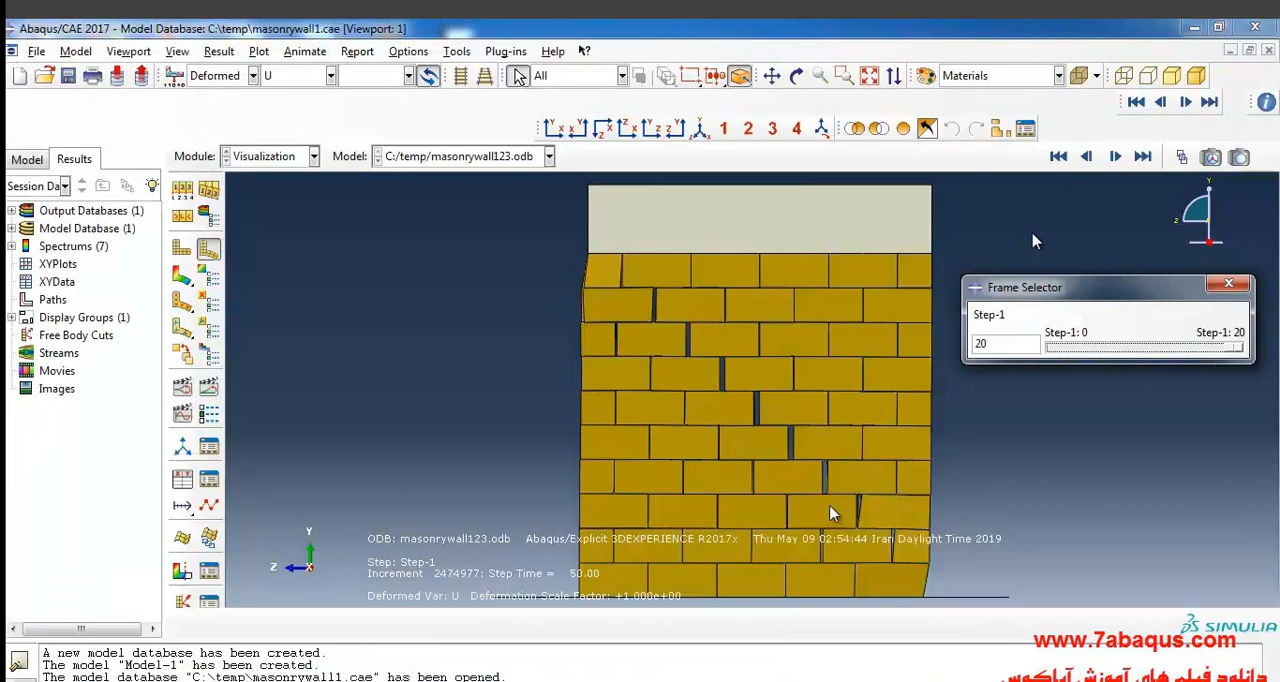 Abaqus/CAE 2017 - Model Database: C:\temp\masonrywall1.cae [Viewport: 1]
File Model Viewport View Result Plot Animate Report Options Tools Plug-ins Help
Deformed U All Materials
1 2 3 4
Model Results Module: Visualization Model: C:/temp/masonrywall123.odb
Session Da
Output Databases (1)
Model Database (1)
Spectrums (7)
XYPlots
XYData
Paths
Display Groups (1)
Free Body Cuts
Streams
Movies
Images
Frame Selector
Step-1
Step-1: 0 Step-1: 20
20
Y
Z
Y
Z X
ODB: masonrywall123.odb Abaqus/Explicit 3DEXPERIENCE R2017x Thu May 09 02:54:44 Iran Daylight Time 2019
Step: Step-1
Increment 2474977: Step Time = 50.00
Deformed Var: U Deformation Scale Factor: +1.000e+00
SIMULIA
www.7abaqus.com
دانلود فیلم های آموزش آباکوس
A new model database has been created.
The model "Model-1" has been created.
The model database "C:\temp\masonrywall1.cae" has been opened.